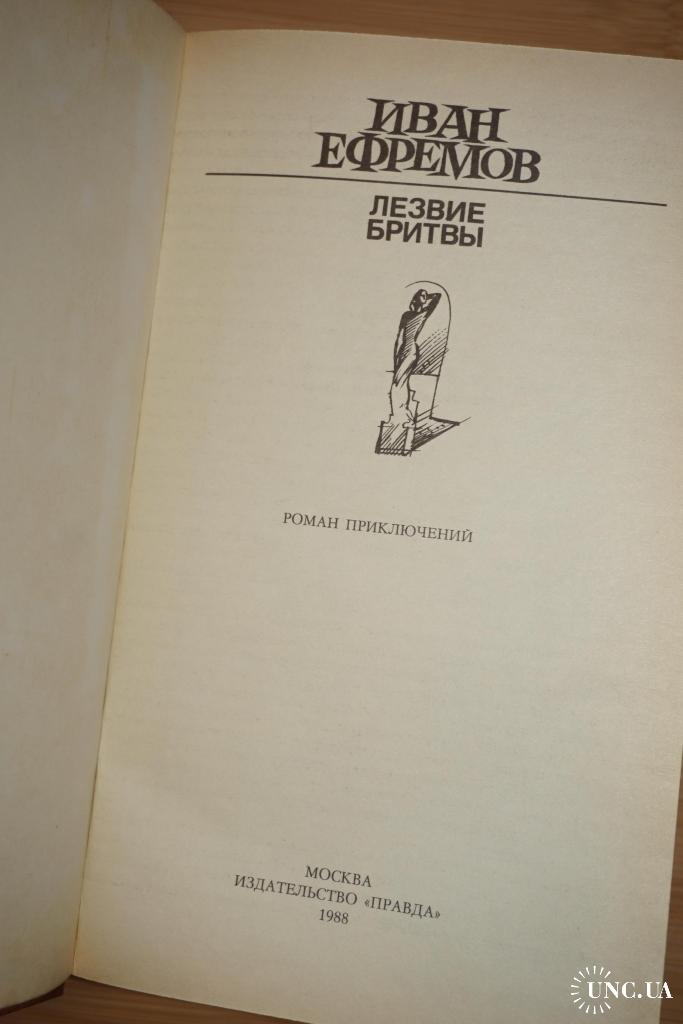 ИВАН
ЕФРЕМОВ
ЛЕЗВИЕ
БРИТВЫ
РОМАН ПРИКЛЮЧЕНИЙ
МОСКВА
ИЗДАТЕЛЬСТВО «ПРАВДА»
1988
UNC.UA